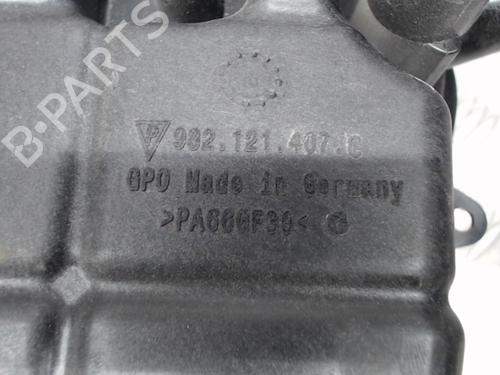 982.121.407.C
GPO Made in Germany
>PA66GF30<
B-PARTS